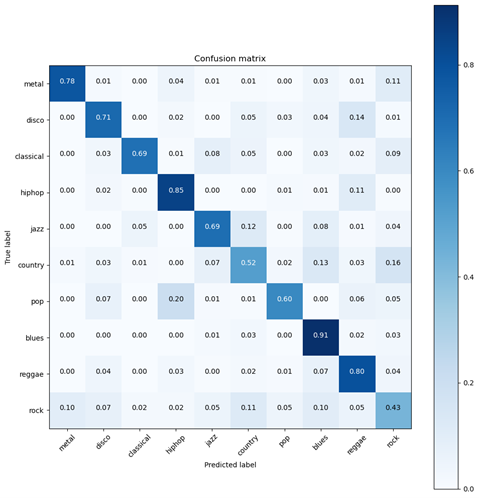 Confusion matrix
metal 0.78 0.01 0.00 0.04 0.01 0.01 0.00 0.03 0.01 0.11
disco 0.00 0.71 0.00 0.02 0.00 0.05 0.03 0.04 0.14 0.01
classical 0.00 0.03 0.69 0.01 0.08 0.05 0.00 0.03 0.02 0.09
hiphop 0.00 0.02 0.00 0.85 0.00 0.00 0.01 0.01 0.11 0.00
jazz 0.00 0.00 0.05 0.00 0.69 0.12 0.00 0.08 0.01 0.04
country 0.01 0.03 0.01 0.00 0.07 0.52 0.02 0.13 0.03 0.16
pop 0.00 0.07 0.00 0.20 0.01 0.01 0.60 0.00 0.06 0.05
blues 0.00 0.00 0.00 0.00 0.01 0.03 0.00 0.91 0.02 0.03
reggae 0.00 0.04 0.00 0.03 0.00 0.02 0.01 0.07 0.80 0.04
rock 0.10 0.07 0.02 0.02 0.05 0.11 0.05 0.10 0.05 0.43
True label
metal disco classical hiphop jazz country pop blues reggae rock
Predicted label
0.8
0.6
0.4
0.2
0.0